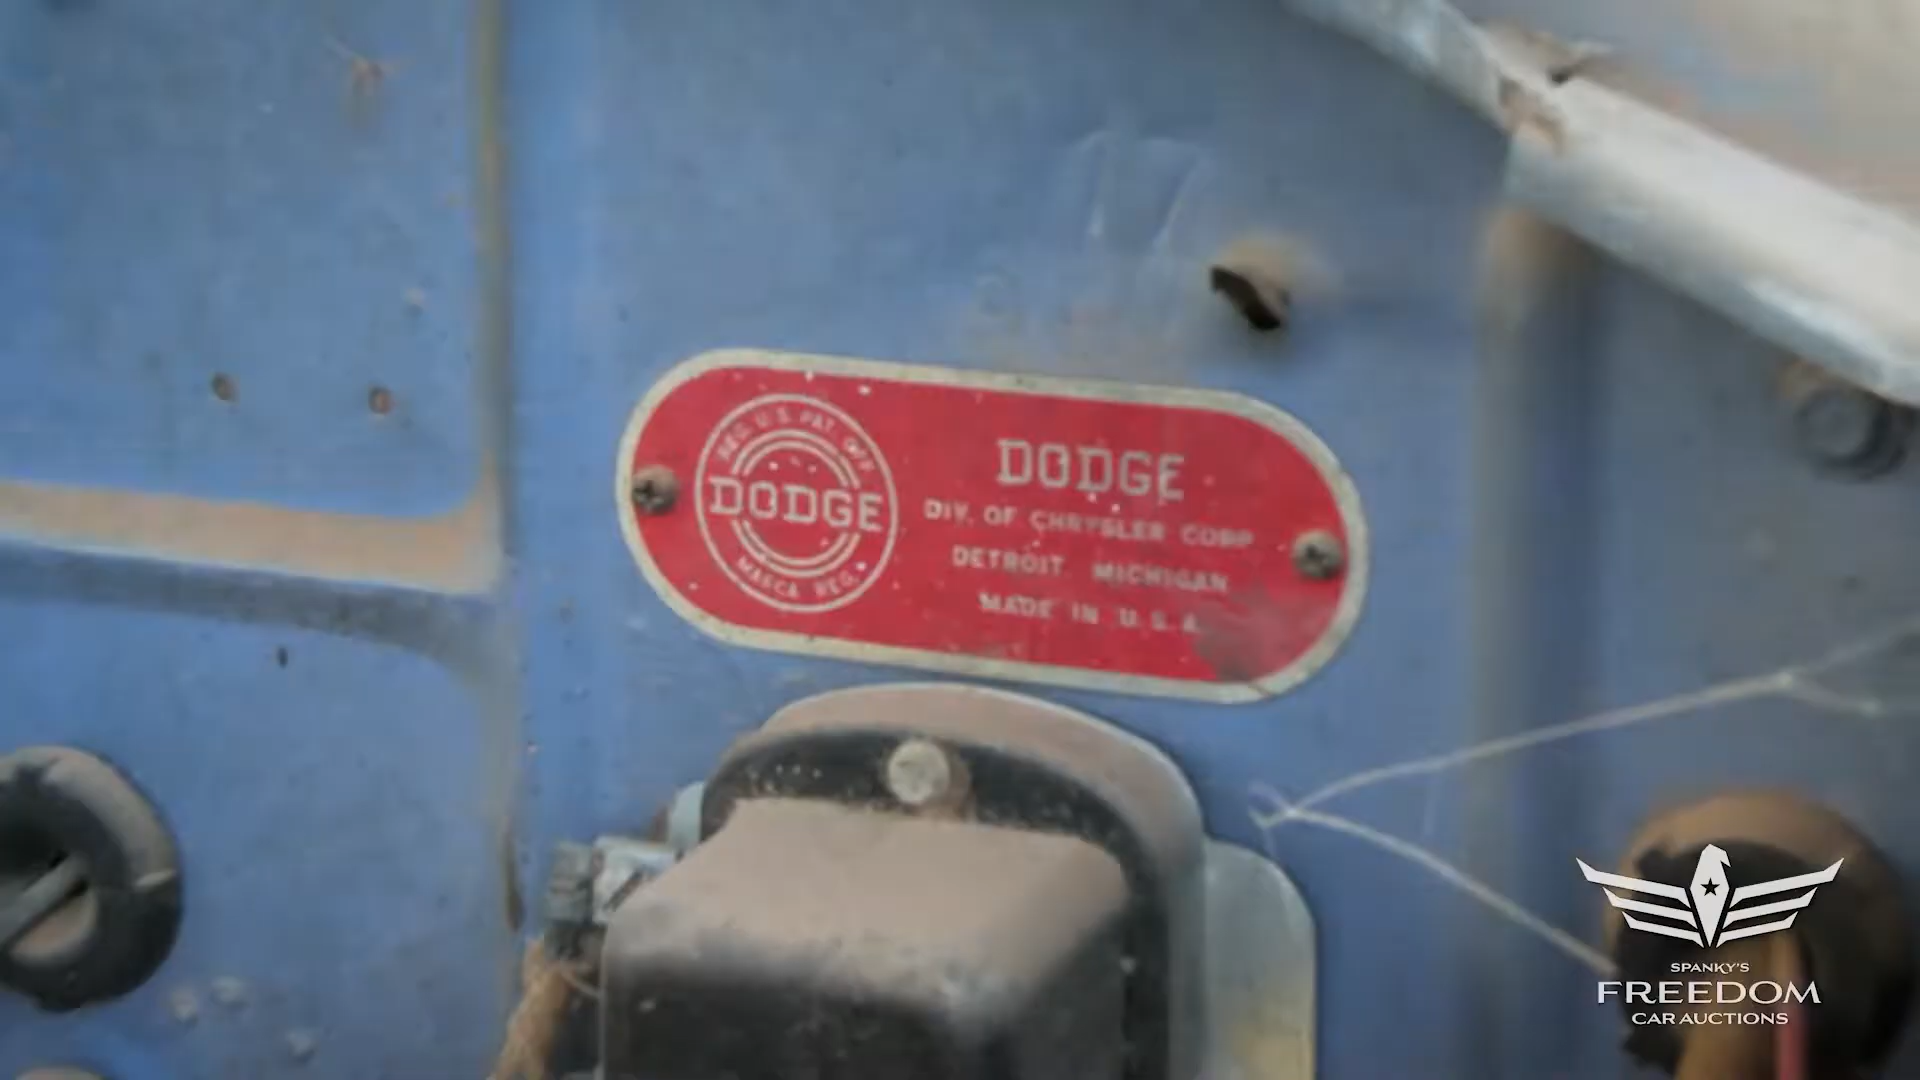 REG. U.S. PAT. OFF.
DODGE
MARCA REG.
DODGE
DIV. OF CHRYSLER CORP
DETROIT MICHIGAN
MADE IN U.S.A.
SPANKY'S
FREEDOM
CAR AUCTIONS